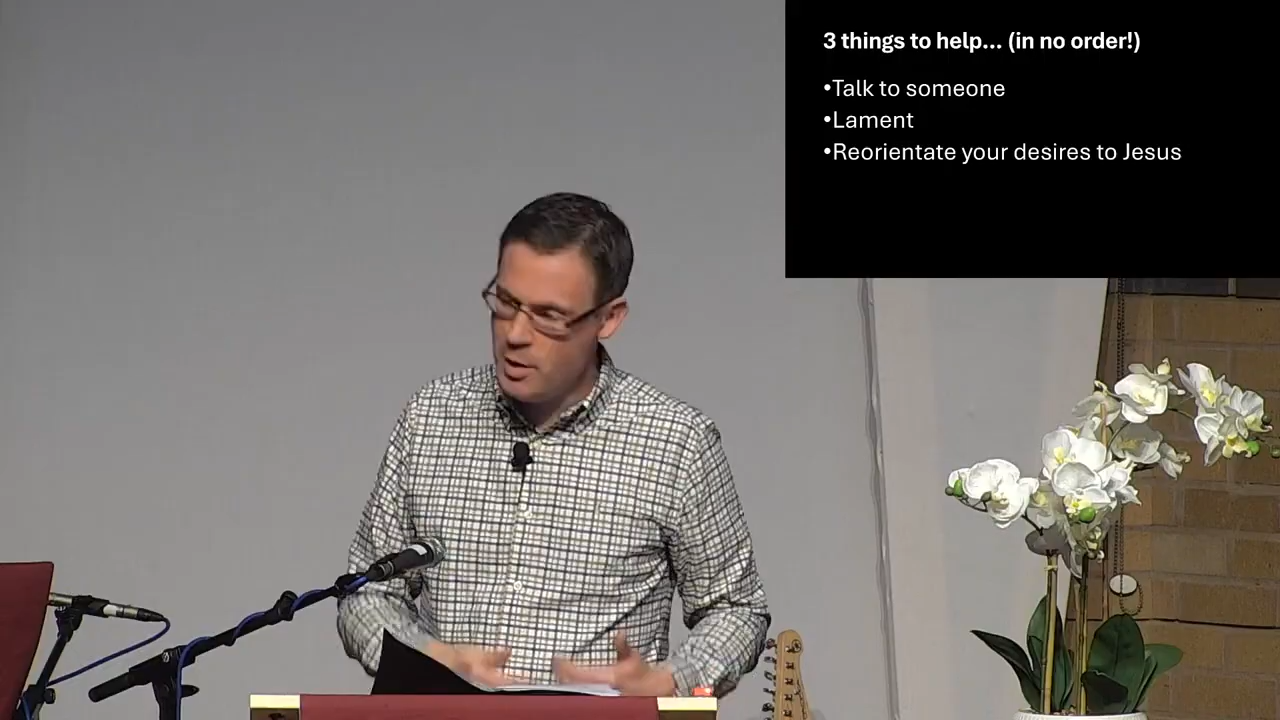 3 things to help... (in no order!)
•Talk to someone
•Lament
•Reorientate your desires to Jesus